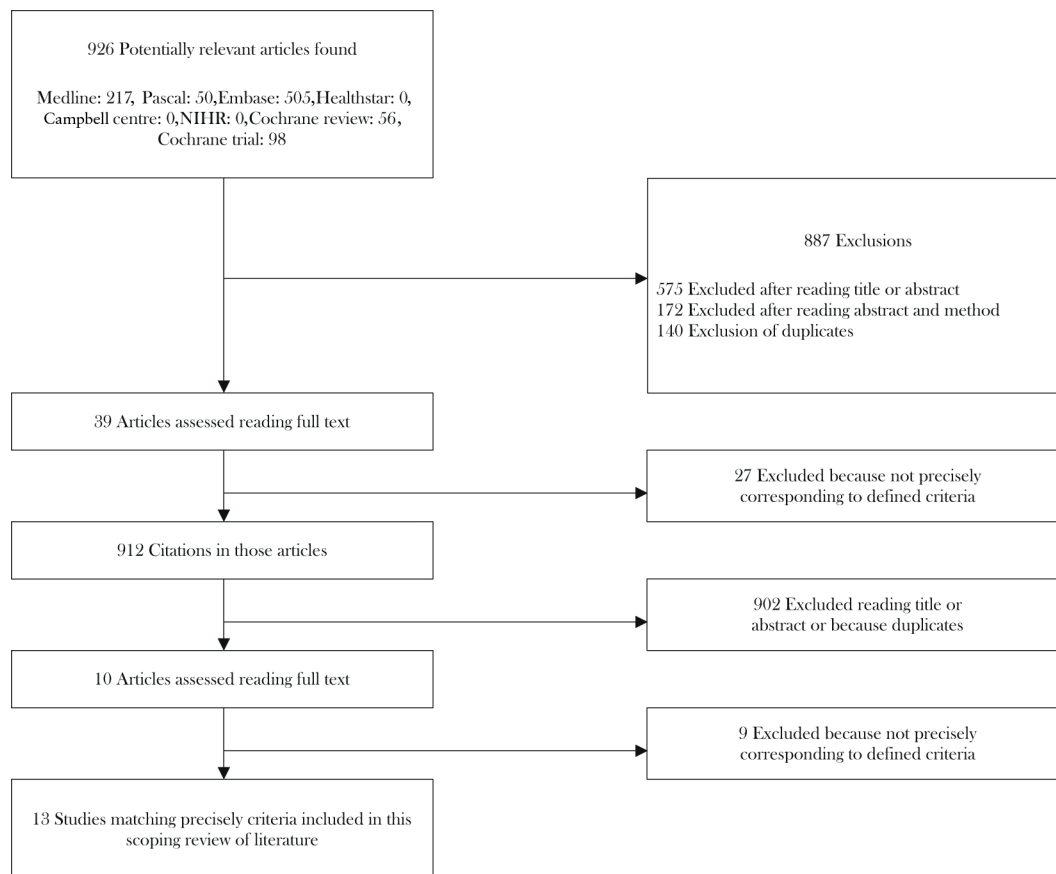 926 Potentially relevant articles found
Medline: 217, Pascal: 50,Embase: 505,Healthstar: 0,
Campbell centre: 0,NIHR: 0,Cochrane review: 56,
Cochrane trial: 98
887 Exclusions
575 Excluded after reading title or abstract
172 Excluded after reading abstract and method
140 Exclusion of duplicates
39 Articles assessed reading full text
27 Excluded because not precisely
corresponding to defined criteria
912 Citations in those articles
902 Excluded reading title or
abstract or because duplicates
10 Articles assessed reading full text
9 Excluded because not precisely
corresponding to defined criteria
13 Studies matching precisely criteria included in this
scoping review of literature